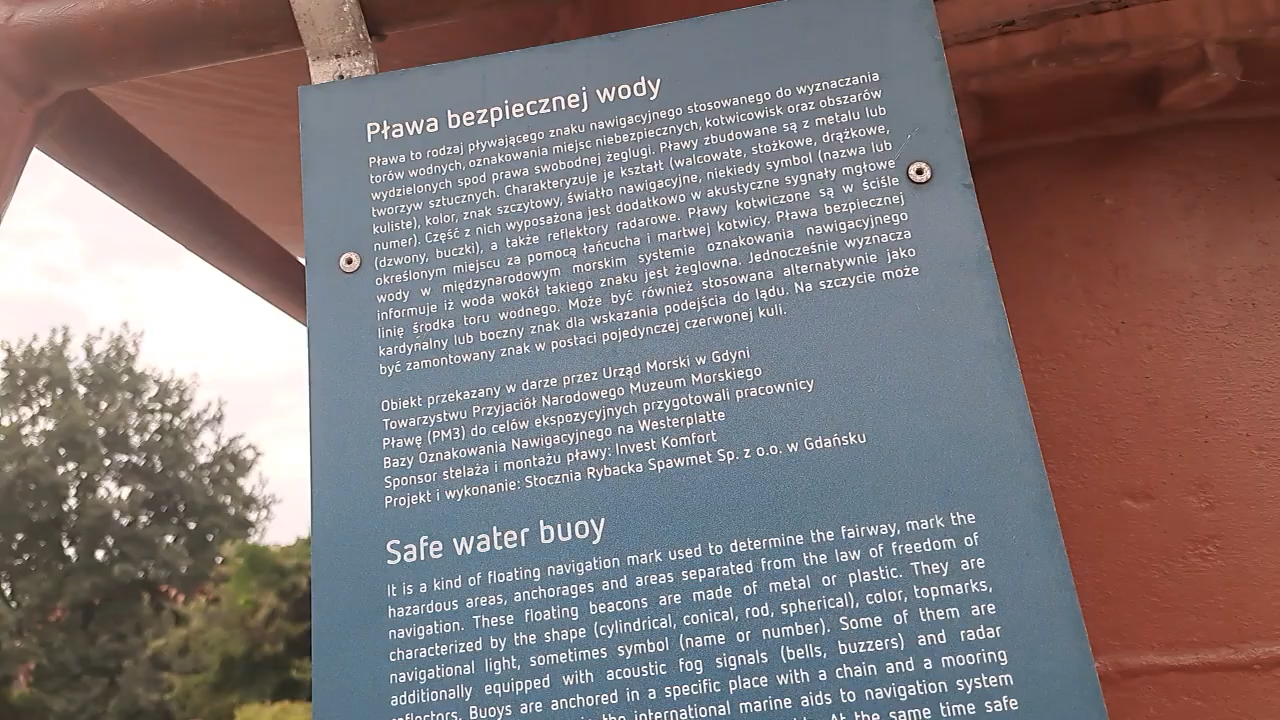 Pława bezpiecznej wody
Pława to rodzaj pływającego znaku nawigacyjnego stosowanego do wyznaczania
torów wodnych, oznakowania miejsc niebezpiecznych, kotwicowisk oraz obszarów
wydzielonych spod prawa swobodnej żeglugi. Pławy zbudowane są z metalu lub
tworzyw sztucznych. Charakteryzuje je kształt (walcowate, stożkowe, drążkowe,
kuliste), kolor, znak szczytowy, światło nawigacyjne, niekiedy symbol (nazwa lub
numer). Część z nich wyposażona jest dodatkowo w akustyczne sygnały mgłowe
(dzwony, buczki), a także reflektory radarowe. Pławy kotwiczone są w ściśle
określonym miejscu za pomocą łańcucha i martwej kotwicy. Pława bezpiecznej
wody w międzynarodowym morskim systemie oznakowania nawigacyjnego
informuje iż woda wokół takiego znaku jest żeglowna. Jednocześnie wyznacza
linię środka toru wodnego. Może być również stosowana alternatywnie jako
kardynalny lub boczny znak dla wskazania podejścia do lądu. Na szczycie może
być zamontowany znak w postaci pojedynczej czerwonej kuli.
Obiekt przekazany w darze przez Urząd Morski w Gdyni
Towarzystwu Przyjaciół Narodowego Muzeum Morskiego
Pławę (PM3) do celów ekspozycyjnych przygotowali pracownicy
Bazy Oznakowania Nawigacyjnego na Westerplatte
Sponsor stelaża i montażu pławy: Invest Komfort
Projekt i wykonanie: Stocznia Rybacka Spawmet Sp. z o.o. w Gdańsku
Safe water buoy
It is a kind of floating navigation mark used to determine the fairway, mark the
hazardous areas, anchorages and areas separated from the law of freedom of
navigation. These floating beacons are made of metal or plastic. They are
characterized by the shape (cylindrical, conical, rod, spherical), color, topmarks,
navigational light, sometimes symbol (name or number). Some of them are
additionally equipped with acoustic fog signals (bells, buzzers) and radar
reflectors. Buoys are anchored in a specific place with a chain and a mooring
the international marine aids to navigation system
At the same time safe